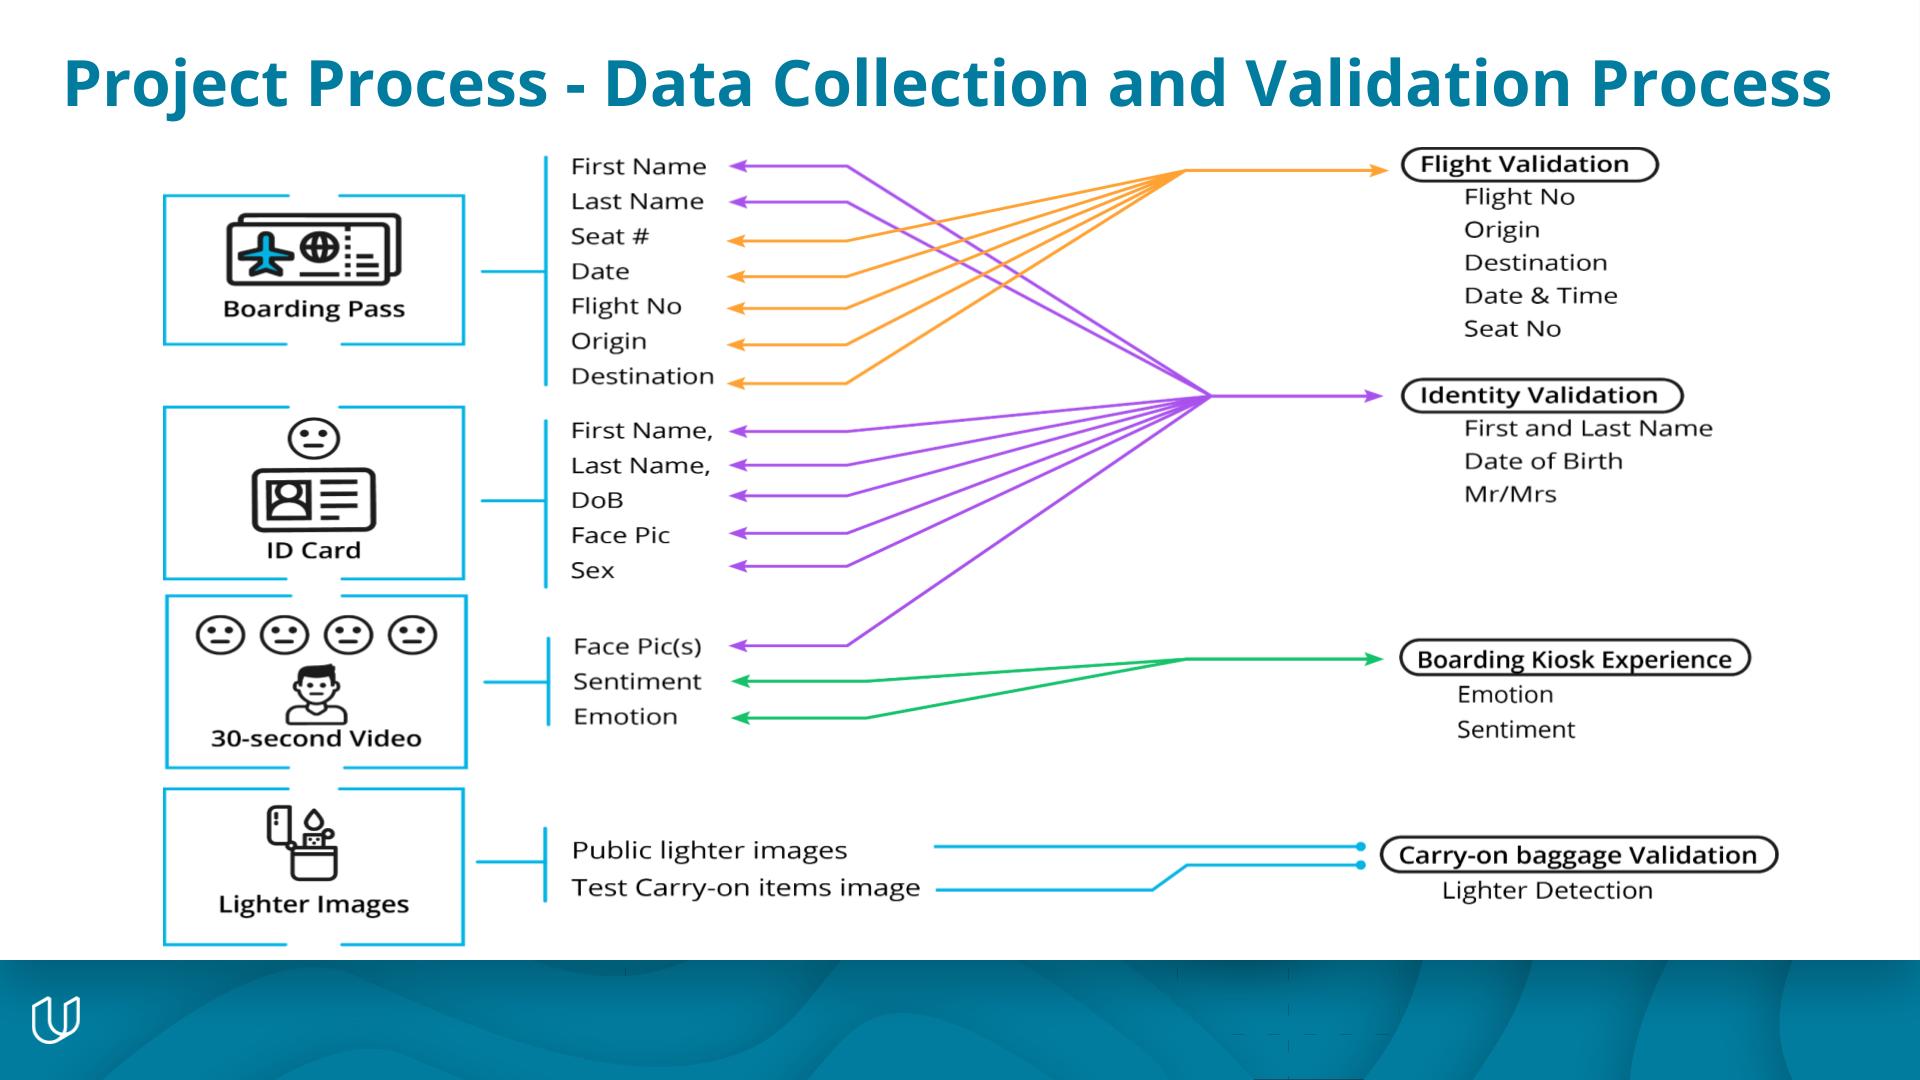 Project Process - Data Collection and Validation Process
Boarding Pass
First Name
Last Name
Seat #
Date
Flight No
Origin
Destination
ID Card
First Name,
Last Name,
DoB
Face Pic
Sex
30-second Video
Face Pic(s)
Sentiment
Emotion
Lighter Images
Public lighter images
Test Carry-on items image
Flight Validation
Flight No
Origin
Destination
Date & Time
Seat No
Identity Validation
First and Last Name
Date of Birth
Mr/Mrs
Boarding Kiosk Experience
Emotion
Sentiment
Carry-on baggage Validation
Lighter Detection